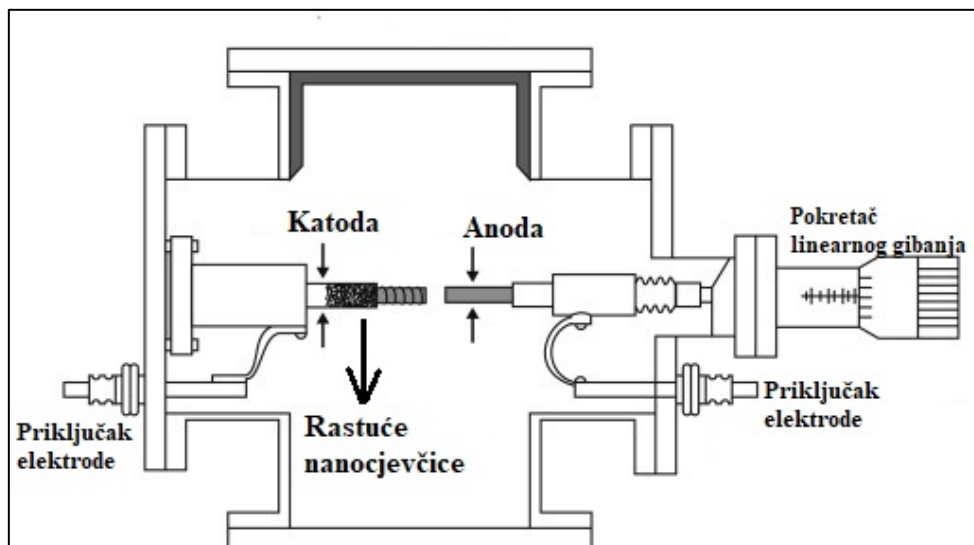 Katoda
Anoda
Pokretač
linearnog gibanja
Priključak
elektrode
Rastuće
nanocjevčice
Priključak
elektrode